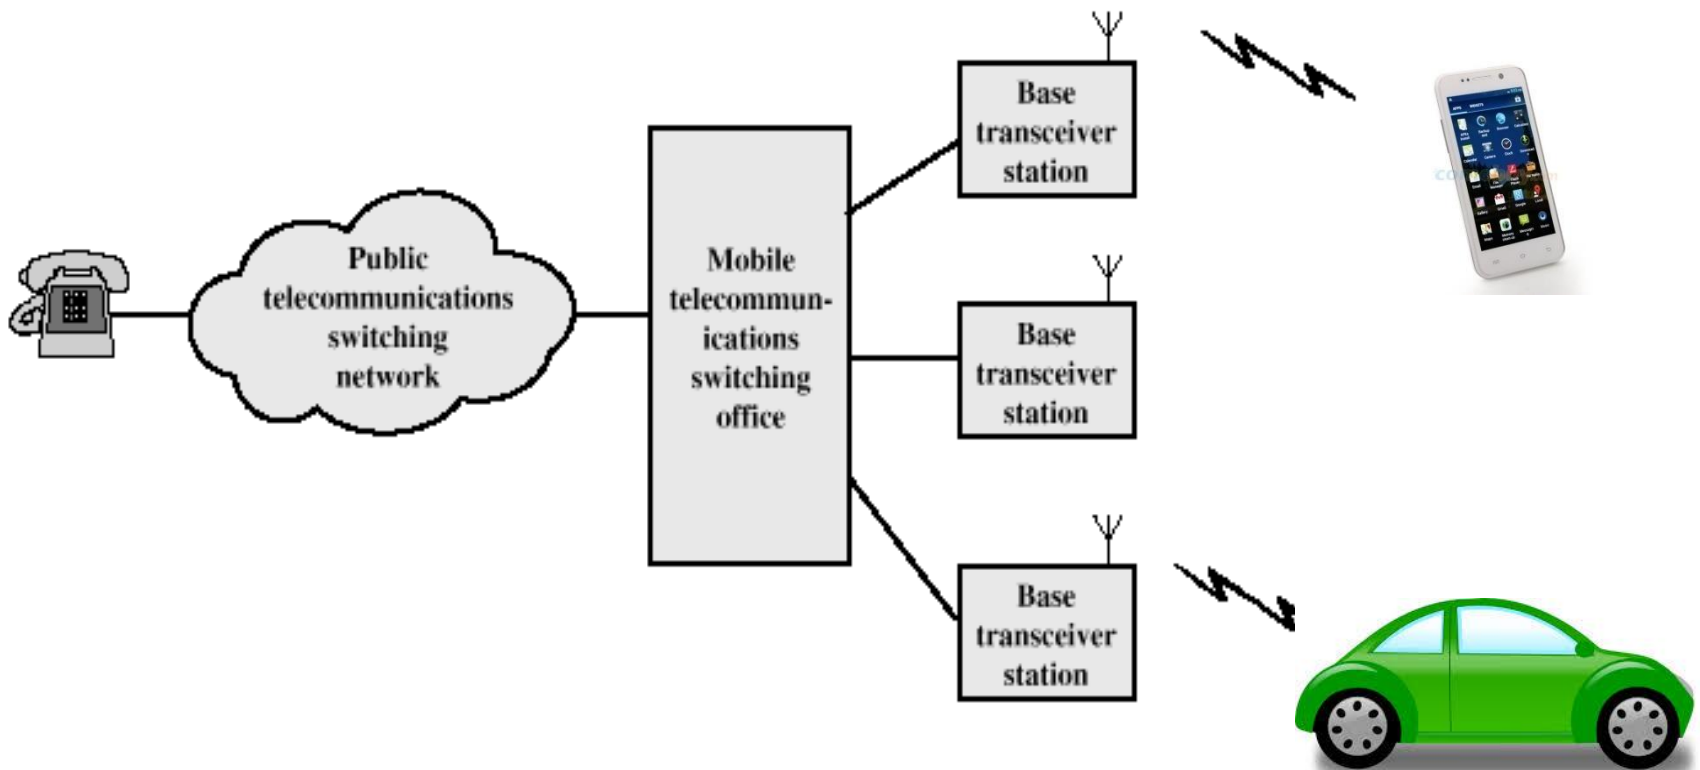 Public
telecommunications
switching
network
Mobile
telecommun-
ications
switching
office
Base
transceiver
station
Base
transceiver
station
Base
transceiver
station